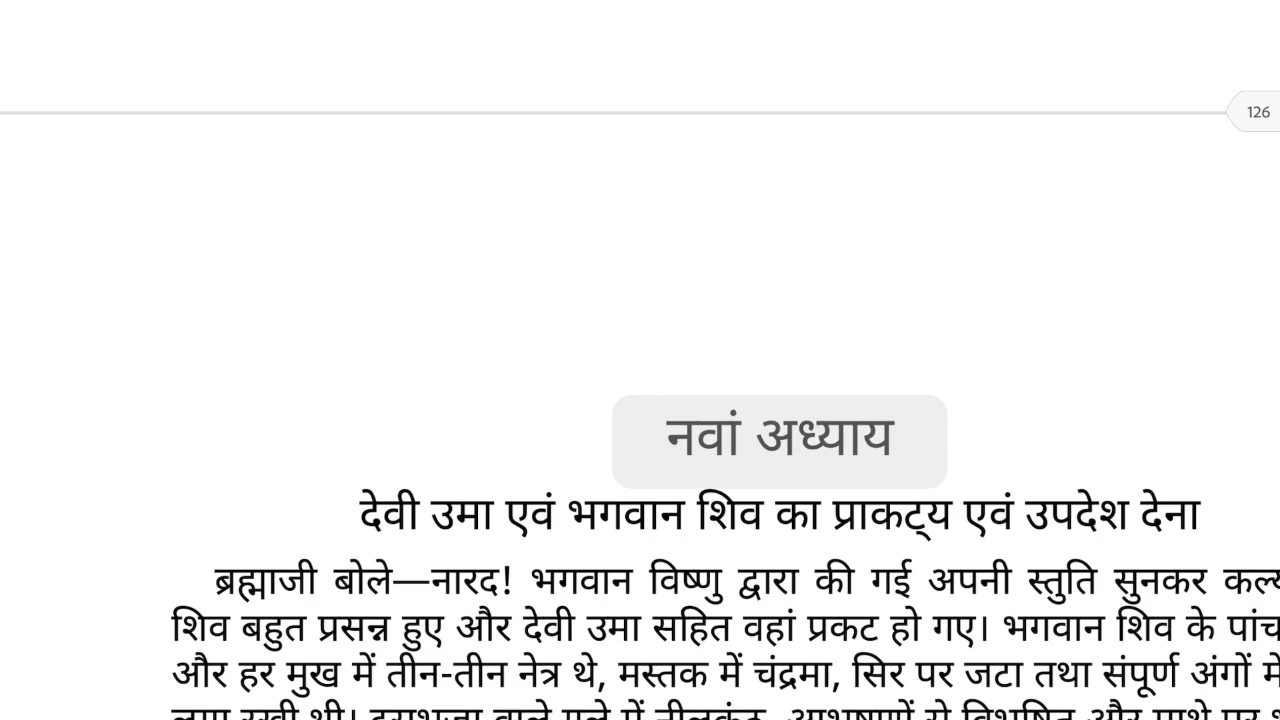 126
नवां अध्याय
देवी उमा एवं भगवान शिव का प्राकट्य एवं उपदेश देना
ब्रह्माजी बोले—नारद! भगवान विष्णु द्वारा की गई अपनी स्तुति सुनकर
शिव बहुत प्रसन्न हुए और देवी उमा सहित वहां प्रकट हो गए। भगवान शिव के पांच
और हर मुख में तीन-तीन नेत्र थे, मस्तक में चंद्रमा, सिर पर जटा तथा संपूर्ण अंगों